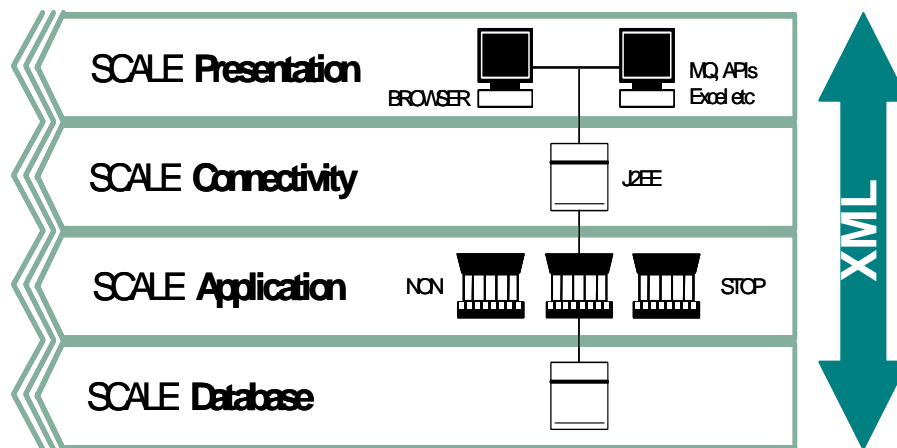 SCALE Presentation
BROWSER
MQ, APIs
Excel etc
SCALE Connectivity
J2EE
SCALE Application
NON
STOP
SCALE Database
XML